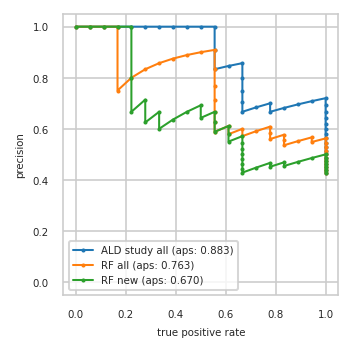 1.0
0.8
0.6
0.4
0.2
0.0
precision
ALD study all (aps: 0.883)
RF all (aps: 0.763)
RF new (aps: 0.670)
0.0 0.2 0.4 0.6 0.8 1.0
true positive rate